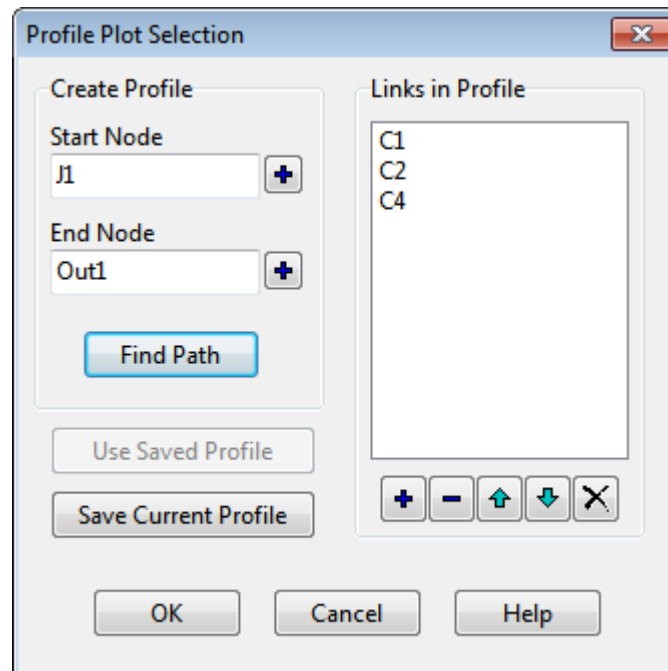 Profile Plot Selection
Create Profile
Start Node
J1
End Node
Out1
Find Path
Use Saved Profile
Save Current Profile
Links in Profile
C1
C2
C4
OK
Cancel
Help